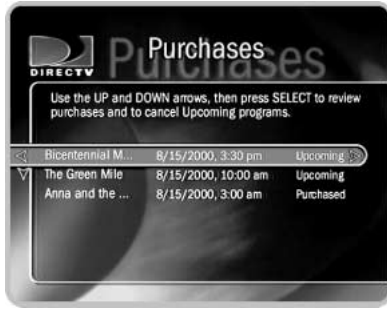 Purchases
Purchases
DIRECTV
Use the UP and DOWN arrows, then press SELECT to review
purchases and to cancel Upcoming programs.
Bicentennial M... 8/15/2000, 3:30 pm Upcoming
The Green Mile 8/15/2000, 10:00 am Upcoming
Anna and the ... 8/15/2000, 3:00 am Purchased